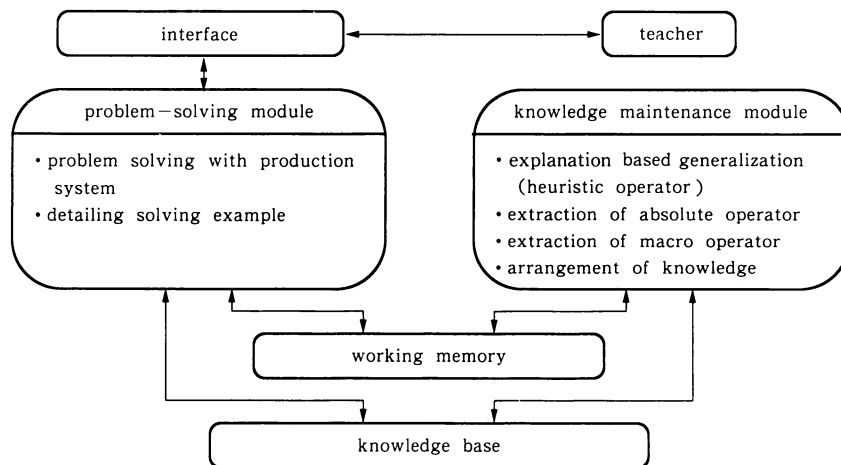 interface
teacher
problem-solving module
・problem solving with production
system
・detailing solving example
knowledge maintenance module
・explanation based generalization
(heuristic operator)
・extraction of absolute operator
・extraction of macro operator
・arrangement of knowledge
working memory
knowledge base